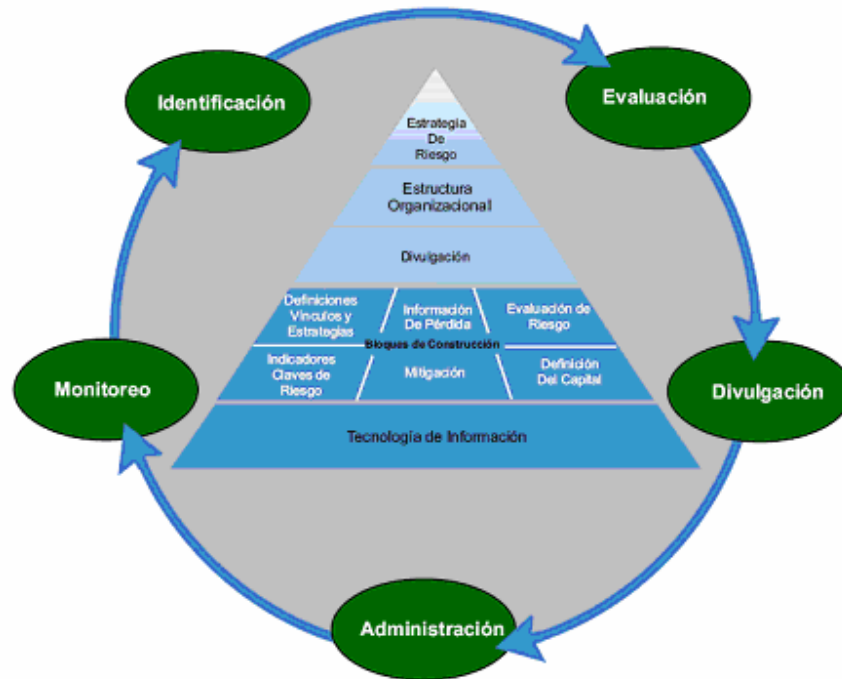 Identificación
Evaluación
Estrategia
De
Riesgo
Estructura
Organizacional
Divulgación
Definiciones
Vínculos y
Estrategias
Información
De Pérdida
Evaluación de
Riesgo
Bloques de Construcción
Indicadores
Claves de
Riesgo
Mitigación
Definición
Del Capital
Tecnología de Información
Monitoreo
Divulgación
Administración